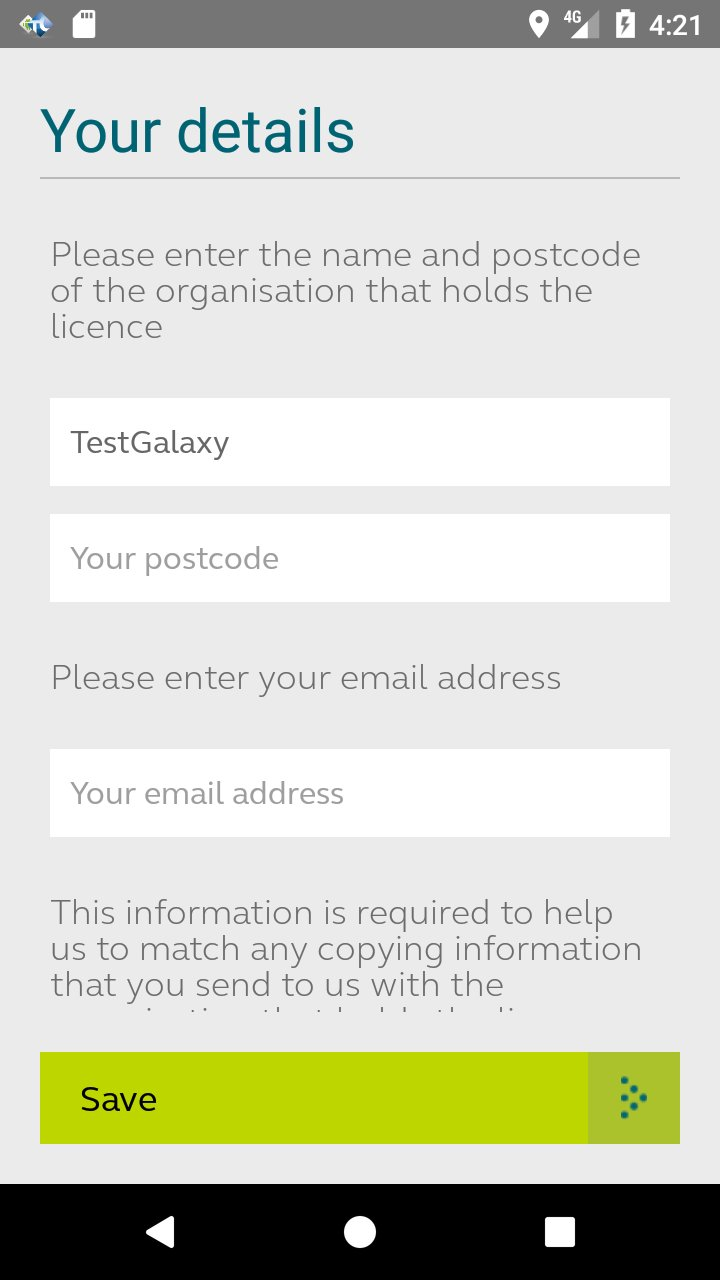 4G 4:21
Your details
Please enter the name and postcode
of the organisation that holds the
licence
TestGalaxy
Your postcode
Please enter your email address
Your email address
This information is required to help
us to match any copying information
that you send to us with the
Save